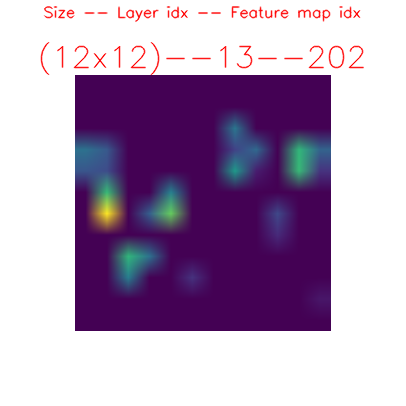 Size -- Layer idx -- Feature map idx
(12x12)--13--202